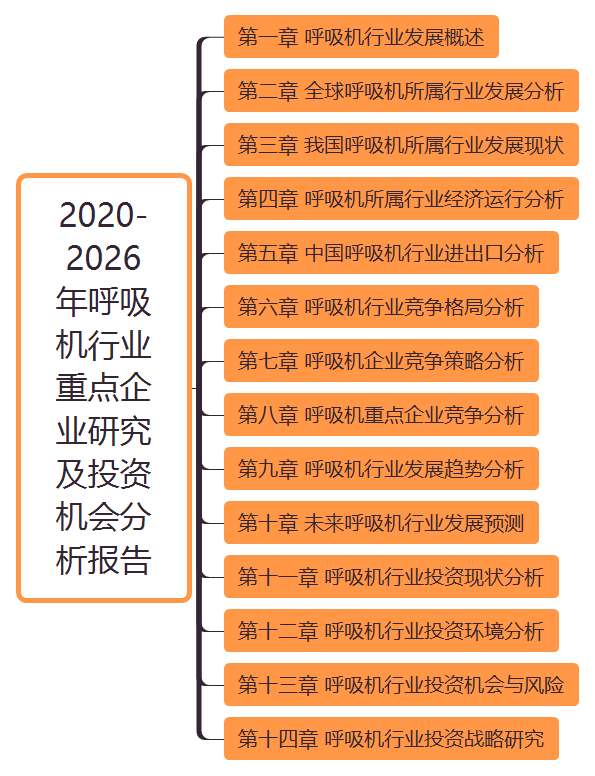 2020-
2026
年呼吸
机行业
重点企
业研究
及投资
机会分
析报告
第一章 呼吸机行业发展概述
第二章 全球呼吸机所属行业发展分析
第三章 我国呼吸机所属行业发展现状
第四章 呼吸机所属行业经济运行分析
第五章 中国呼吸机行业进出口分析
第六章 呼吸机行业竞争格局分析
第七章 呼吸机企业竞争策略分析
第八章 呼吸机重点企业竞争分析
第九章 呼吸机行业发展趋势分析
第十章 未来呼吸机行业发展预测
第十一章 呼吸机行业投资现状分析
第十二章 呼吸机行业投资环境分析
第十三章 呼吸机行业投资机会与风险
第十四章 呼吸机行业投资战略研究